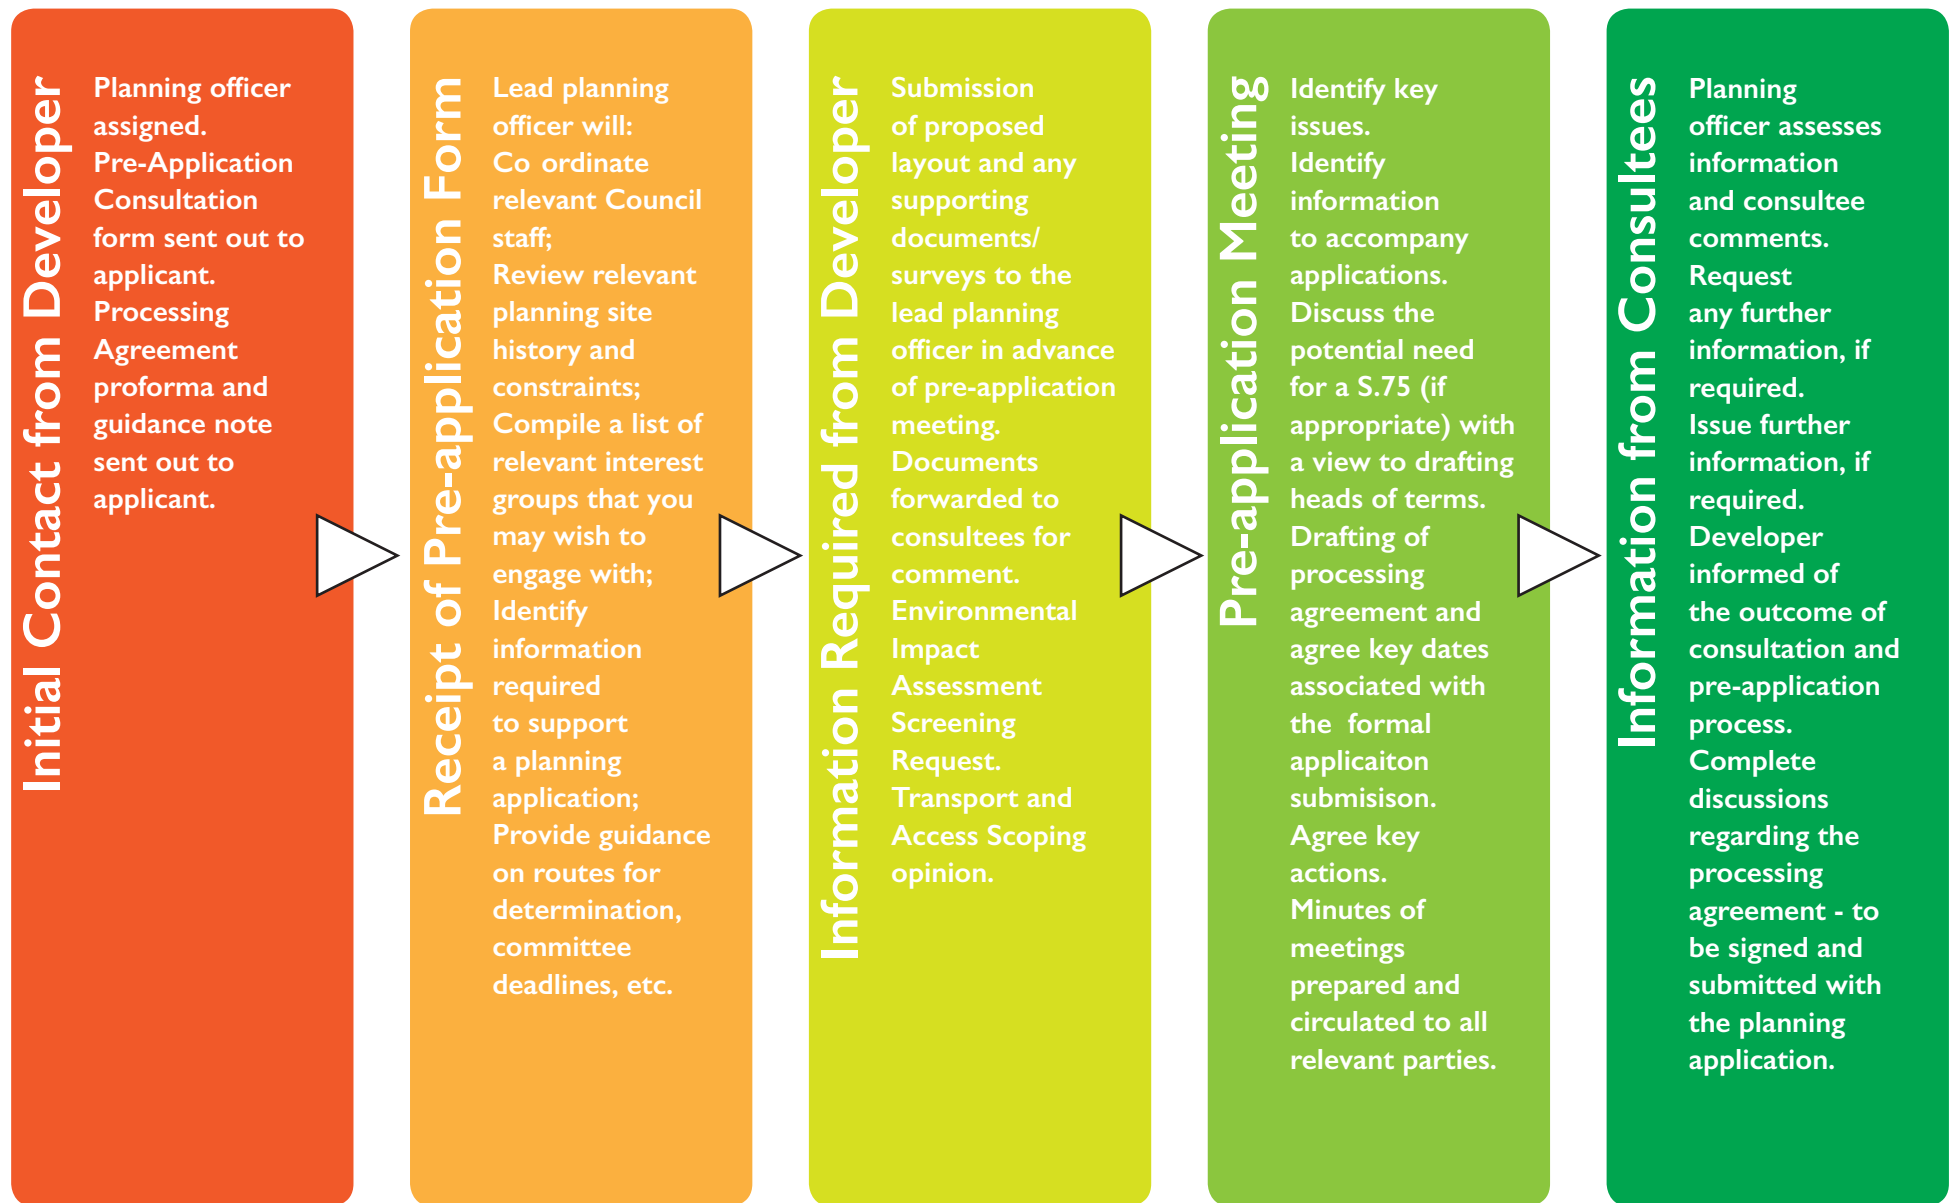 Initial Contact from Developer
Planning officer
assigned.
Pre-Application
Consultation
form sent out to
applicant.
Processing
Agreement
proforma and
guidance note
sent out to
applicant.
Receipt of Pre-application Form
Lead planning
officer will:
Co ordinate
relevant Council
staff;
Review relevant
planning site
history and
constraints;
Compile a list of
relevant interest
groups that you
may wish to
engage with;
Identify
information
required
to support
a planning
application;
Provide guidance
on routes for
determination,
committee
deadlines, etc.
Information Required from Developer
Submission
of proposed
layout and any
supporting
documents/
surveys to the
lead planning
officer in advance
of pre-application
meeting.
Documents
forwarded to
consultees for
comment.
Environmental
Impact
Assessment
Screening
Request.
Transport and
Access Scoping
opinion.
Pre-application Meeting
Identify key
issues.
Identify
information
to accompany
applications.
Discuss the
potential need
for a S.75 (if
appropriate) with
a view to drafting
heads of terms.
Drafting of
processing
agreement and
agree key dates
associated with
the  formal
applicaiton
submisison.
Agree key
actions.
Minutes of
meetings
prepared and
circulated to all
relevant parties.
Information from Consultees
Planning
officer assesses
information
and consultee
comments.
Request
any further
information, if
required.
Issue further
information, if
required.
Developer
informed of
the outcome of
consultation and
pre-application
process.
Complete
discussions
regarding the
processing
agreement - to
be signed and
submitted with
the planning
application.